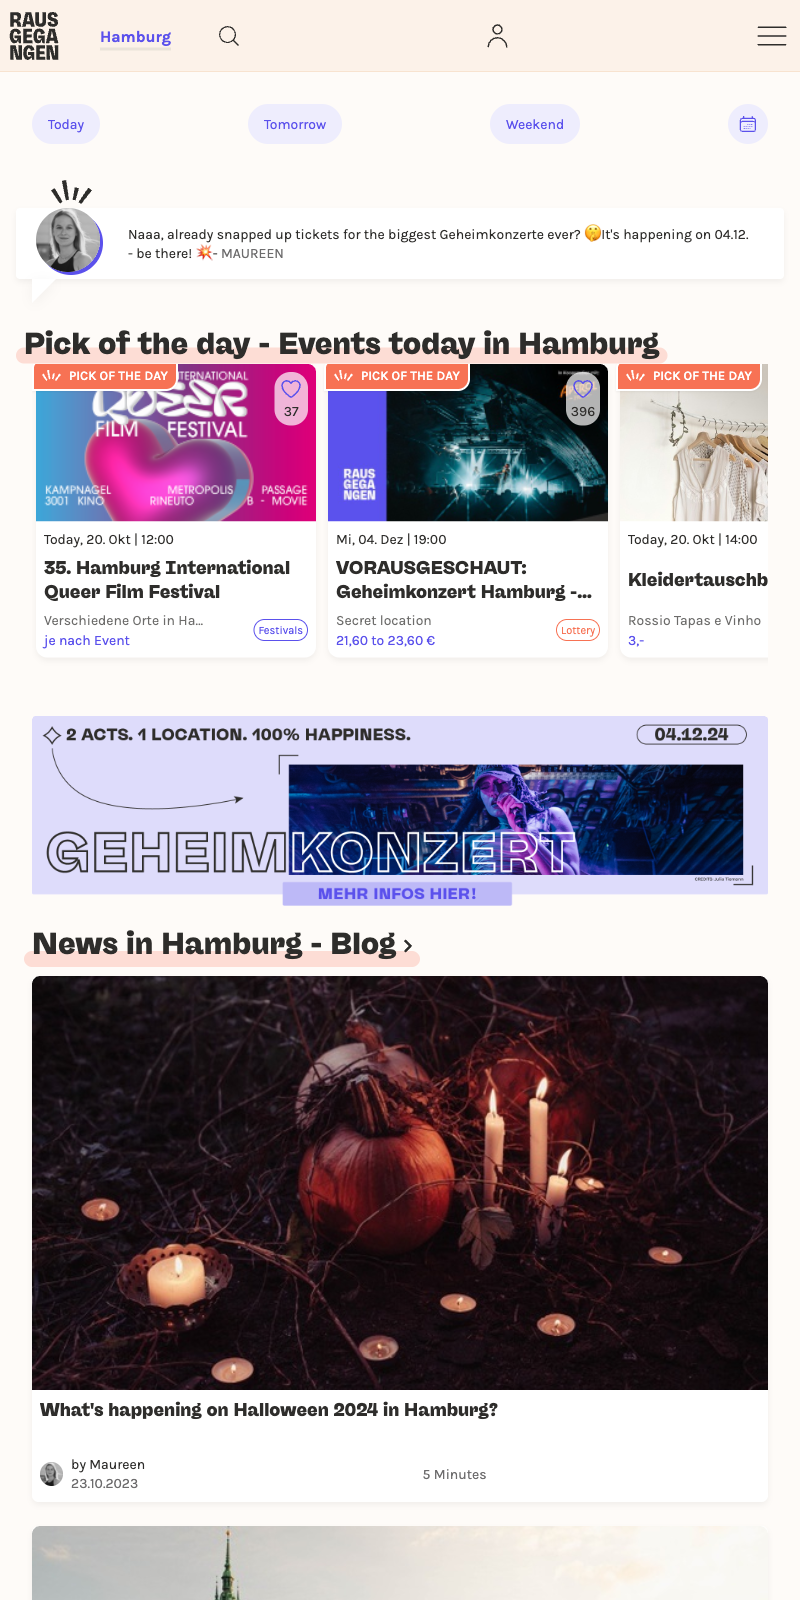 RAUS
GEGA
NGEN
Hamburg
Today
Tomorrow
Weekend
Naaa, already snapped up tickets for the biggest Geheimkonzerte ever? 🤫It's happening on 04.12.
- be there! 💥- MAUREEN
Pick of the day - Events today in Hamburg
PICK OF THE DAY
INTERNATIONAL
QUEER
FILM FESTIVAL
KAMPNAGEL METROPOLIS PASSAGE
3001 KINO RINEUTO B - MOVIE
37
Today, 20. Okt | 12:00
35. Hamburg International
Queer Film Festival
Verschiedene Orte in Ha...
je nach Event
Festivals
PICK OF THE DAY
396
RAUS
GEGA
NGEN
Mi, 04. Dez | 19:00
VORAUSGESCHAUT:
Geheimkonzert Hamburg -...
Secret location
21,60 to 23,60 €
Lottery
PICK OF THE DAY
Today, 20. Okt | 14:00
Kleidertauschb
Rossio Tapas e Vinho
3,-
2 ACTS. 1 LOCATION. 100% HAPPINESS.
04.12.24
GEHEIMKONZERT
CREDITS: Julia Tiemann
MEHR INFOS HIER!
News in Hamburg - Blog ›
What's happening on Halloween 2024 in Hamburg?
by Maureen
23.10.2023
5 Minutes